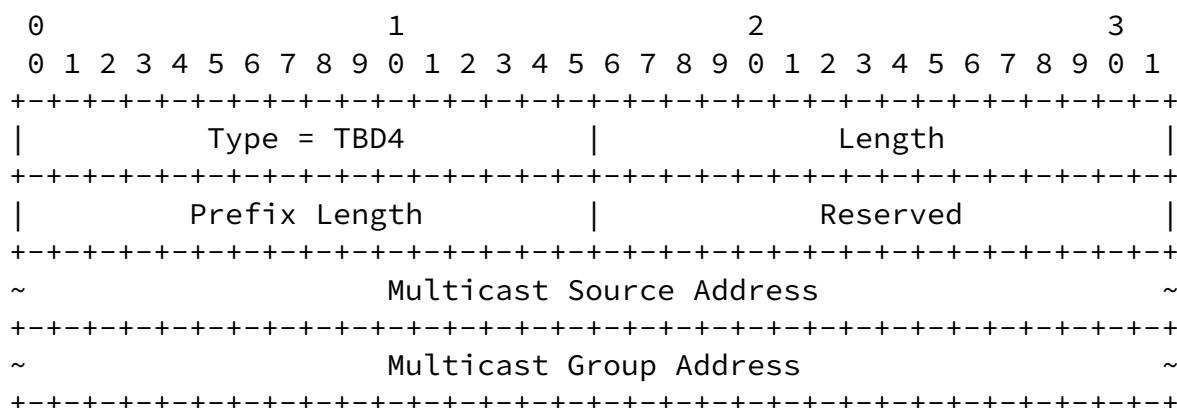 0                   1                   2                   3
 0 1 2 3 4 5 6 7 8 9 0 1 2 3 4 5 6 7 8 9 0 1 2 3 4 5 6 7 8 9 0 1
+-+-+-+-+-+-+-+-+-+-+-+-+-+-+-+-+-+-+-+-+-+-+-+-+-+-+-+-+-+-+-+-+
|          Type = TBD4          |             Length            |
+-+-+-+-+-+-+-+-+-+-+-+-+-+-+-+-+-+-+-+-+-+-+-+-+-+-+-+-+-+-+-+-+
|         Prefix Length         |            Reserved           |
+-+-+-+-+-+-+-+-+-+-+-+-+-+-+-+-+-+-+-+-+-+-+-+-+-+-+-+-+-+-+-+-+
~                    Multicast Source Address                   ~
+-+-+-+-+-+-+-+-+-+-+-+-+-+-+-+-+-+-+-+-+-+-+-+-+-+-+-+-+-+-+-+-+
~                    Multicast Group Address                    ~
+-+-+-+-+-+-+-+-+-+-+-+-+-+-+-+-+-+-+-+-+-+-+-+-+-+-+-+-+-+-+-+-+